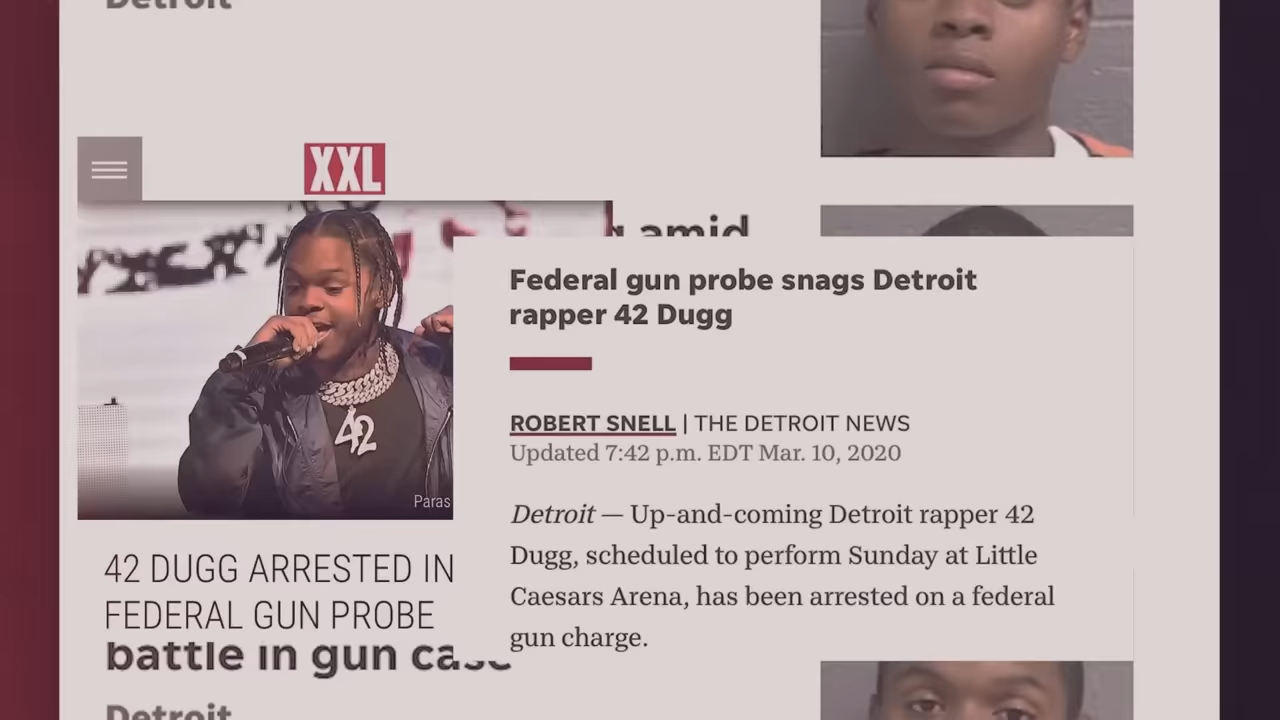 Detroit
XXL
amid
Federal gun probe snags Detroit
rapper 42 Dugg
ROBERT SNELL | THE DETROIT NEWS
Updated 7:42 p.m. EDT Mar. 10, 2020
Detroit — Up-and-coming Detroit rapper 42
Dugg, scheduled to perform Sunday at Little
Caesars Arena, has been arrested on a federal
gun charge.
42
Paras
42 DUGG ARRESTED IN
FEDERAL GUN PROBE
battle in gun case
Detroit